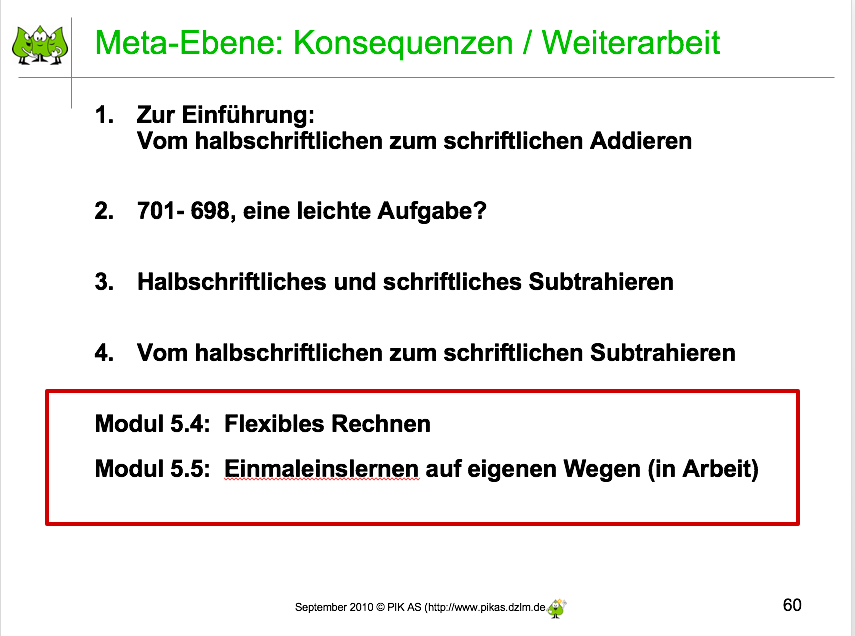 Meta-Ebene: Konsequenzen / Weiterarbeit
1. Zur Einführung:
Vom halbschriftlichen zum schriftlichen Addieren
2. 701- 698, eine leichte Aufgabe?
3. Halbschriftliches und schriftliches Subtrahieren
4. Vom halbschriftlichen zum schriftlichen Subtrahieren
Modul 5.4: Flexibles Rechnen
Modul 5.5: Einmaleinslernen auf eigenen Wegen (in Arbeit)
September 2010 © PIK AS (http://www.pikas.dzlm.de
60